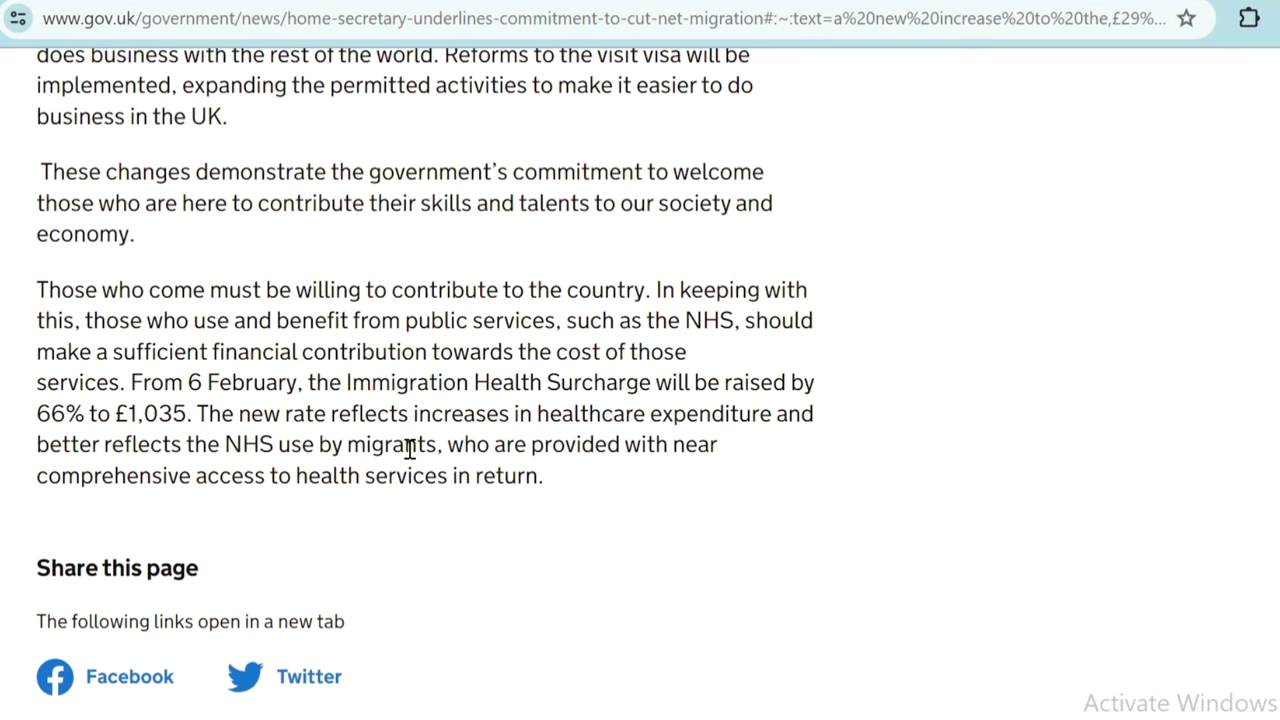 www.gov.uk/government/news/home-secretary-underlines-commitment-to-cut-net-migration#:~:text=a%20new%20increase%20to%20the,£29%...
does business with the rest of the world. Reforms to the visit visa will be
implemented, expanding the permitted activities to make it easier to do
business in the UK.
These changes demonstrate the government’s commitment to welcome
those who are here to contribute their skills and talents to our society and
economy.
Those who come must be willing to contribute to the country. In keeping with
this, those who use and benefit from public services, such as the NHS, should
make a sufficient financial contribution towards the cost of those
services. From 6 February, the Immigration Health Surcharge will be raised by
66% to £1,035. The new rate reflects increases in healthcare expenditure and
better reflects the NHS use by migrants, who are provided with near
comprehensive access to health services in return.
Share this page
The following links open in a new tab
Facebook Twitter
Activate Windows